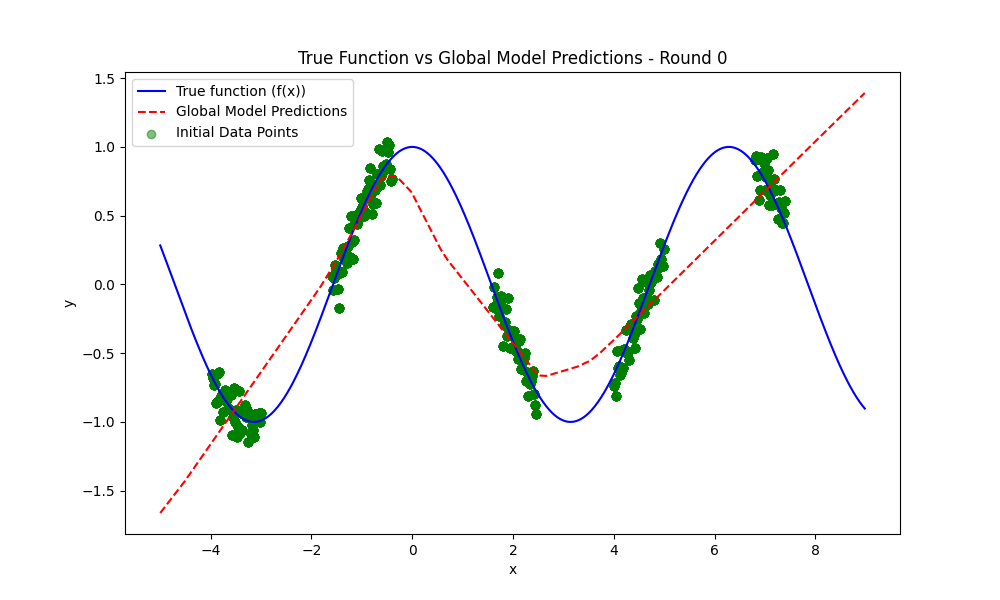 True Function vs Global Model Predictions - Round 0
True function (f(x))
Global Model Predictions
Initial Data Points
1.5
1.0
0.5
0.0
−0.5
−1.0
−1.5
y
−4 −2 0 2 4 6 8
x